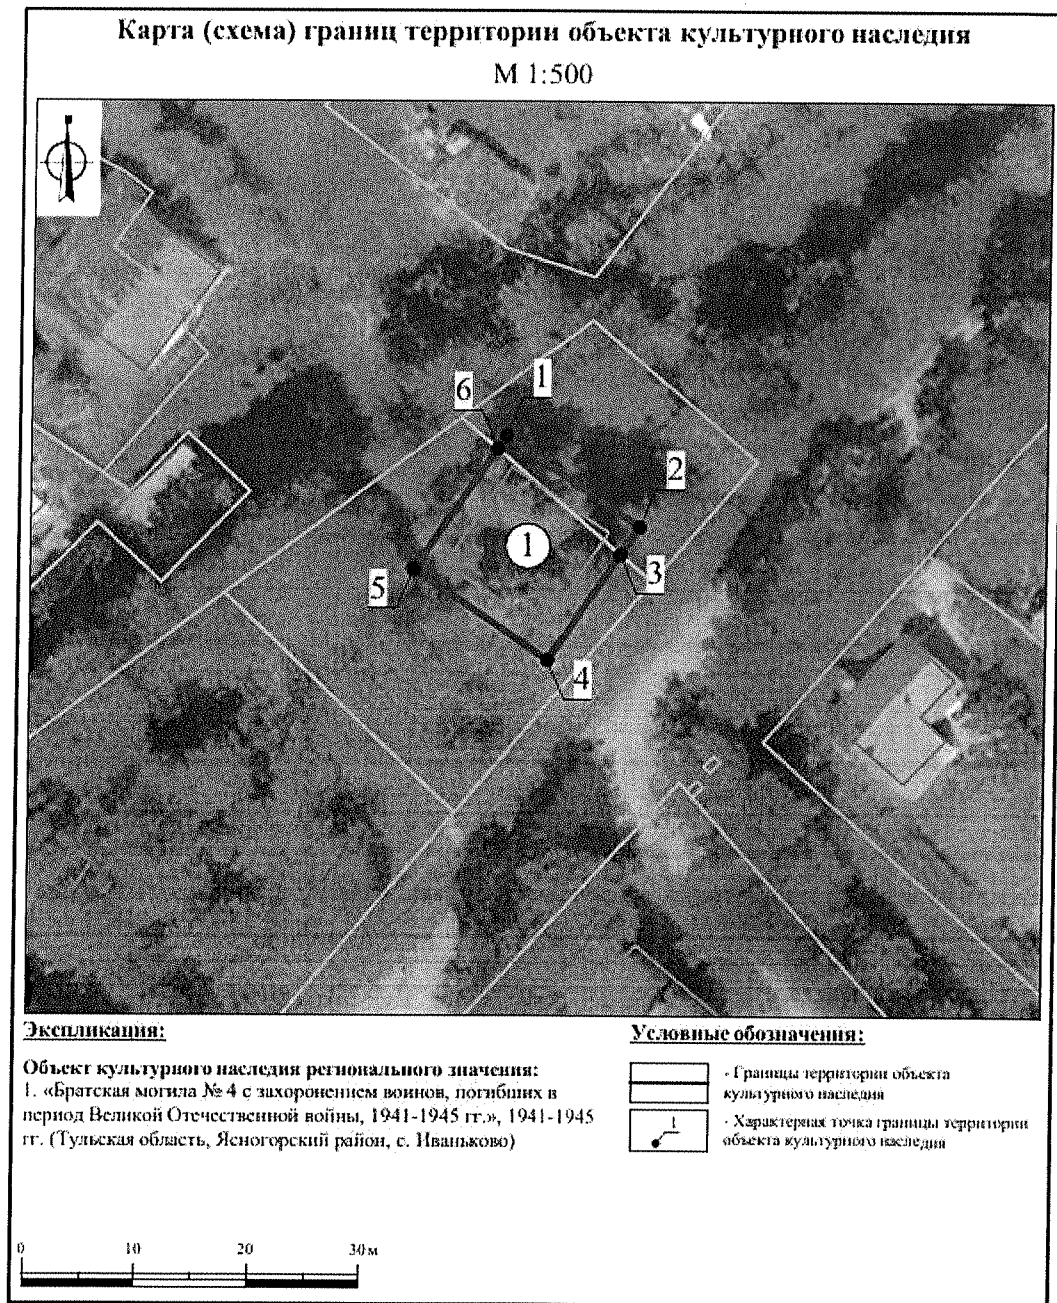 Карта (схема) границ территории объекта культурного наследия
М 1:500
6
1
2
1
3
5
4
Экспликация:
Объект культурного наследия регионального значения:
1. «Братская могила № 4 с захоронением воинов, погибших в
период Великой Отечественной войны, 1941-1945 гг.», 1941-1945
гг. (Тульская область, Ясногорский район, с. Иваньково)
Условные обозначения:
- Границы территории объекта
культурного наследия
1
- Характерная точка границы территории
объекта культурного наследия
0 10 20 30 м